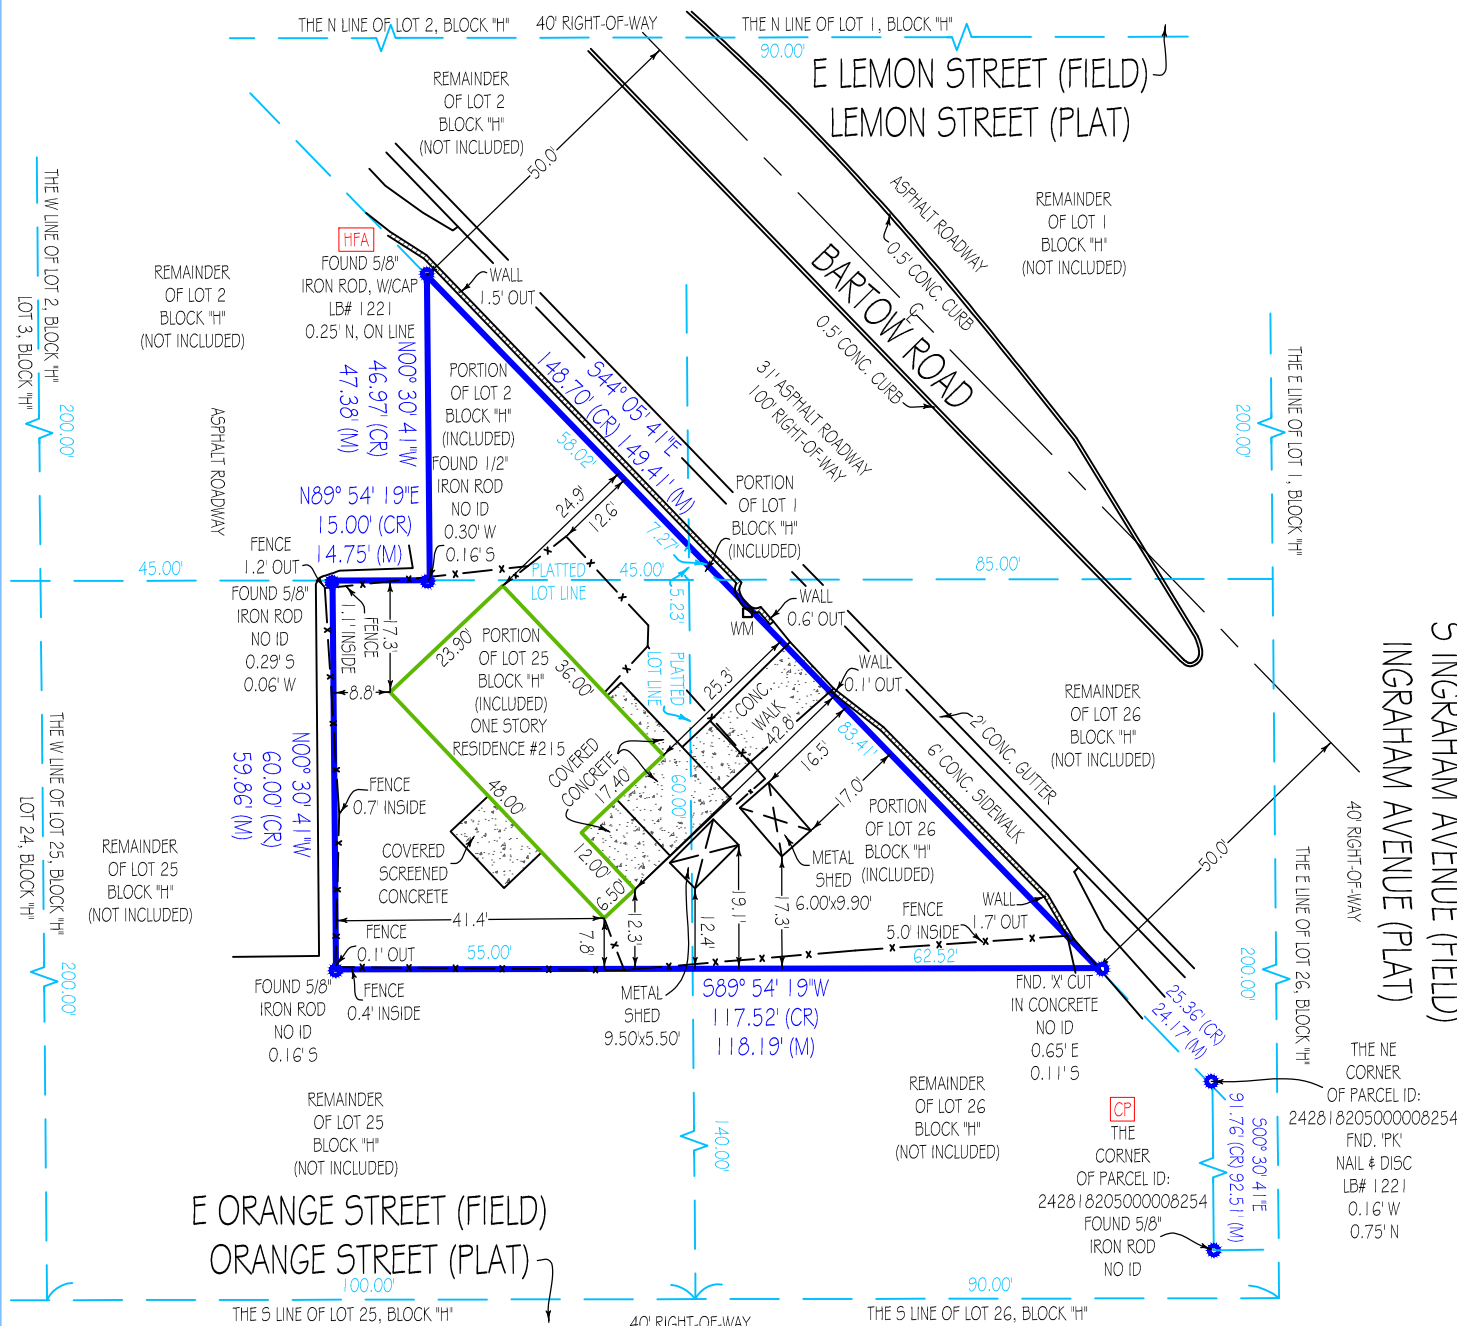 THE N LINE OF LOT 2, BLOCK "H"
40' RIGHT-OF-WAY
THE N LINE OF LOT 1, BLOCK "H"
90.00'
E LEMON STREET (FIELD)
LEMON STREET (PLAT)
REMAINDER
OF LOT 2
BLOCK "H"
(NOT INCLUDED)
50.0'
ASPHALT ROADWAY
0.5' CONC. CURB
REMAINDER
OF LOT 1
BLOCK "H"
(NOT INCLUDED)
BARTOW ROAD
℄
0.5' CONC. CURB
31' ASPHALT ROADWAY
100' RIGHT-OF-WAY
THE W LINE OF LOT 2, BLOCK "H"
LOT 3, BLOCK "H"
200.00'
REMAINDER
OF LOT 2
BLOCK "H"
(NOT INCLUDED)
HFA
FOUND 5/8"
IRON ROD, W/CAP
LB# 1221
0.25' N, ON LINE
WALL
1.5' OUT
N00° 30' 41"W
46.97' (CR)
47.38' (M)
PORTION
OF LOT 2
BLOCK "H"
(INCLUDED)
S44° 05' 41"E
148.70' (CR) 149.41' (M)
58.02'
FOUND 1/2"
IRON ROD
NO ID
0.30' W
0.16' S
N89° 54' 19"E
15.00' (CR)
14.75' (M)
ASPHALT ROADWAY
24.9'
12.6'
7.27'
PORTION
OF LOT 1
BLOCK "H"
(INCLUDED)
THE E LINE OF LOT 1, BLOCK "H"
200.00'
45.00'
FENCE
1.2' OUT
PLATTED
LOT LINE
45.00'
85.00'
5.23'
FOUND 5/8"
IRON ROD
NO ID
0.29' S
0.06' W
FENCE
1.1' INSIDE
17.3'
8.8'
23.90'
36.00'
PORTION
OF LOT 25
BLOCK "H"
(INCLUDED)
ONE STORY
RESIDENCE #215
PLATTED
LOT LINE
WM
WALL
0.6' OUT
WALL
0.1' OUT
25.3'
CONC.
WALK
42.8'
16.5'
17.0'
83.41'
2' CONC. GUTTER
6' CONC. SIDEWALK
REMAINDER
OF LOT 26
BLOCK "H"
(NOT INCLUDED)
S INGRAHAM AVENUE (FIELD)
INGRAHAM AVENUE (PLAT)
40' RIGHT-OF-WAY
50.0'
COVERED
CONCRETE
17.40'
60.00'
48.00'
12.00'
6.50'
COVERED
SCREENED
CONCRETE
N00° 30' 41"W
60.00' (CR)
59.86' (M)
FENCE
0.7' INSIDE
THE W LINE OF LOT 25, BLOCK "H"
LOT 24, BLOCK "H"
200.00'
REMAINDER
OF LOT 25
BLOCK "H"
(NOT INCLUDED)
METAL
SHED
6.00'x9.90'
PORTION
OF LOT 26
BLOCK "H"
(INCLUDED)
WALL
1.7' OUT
FENCE
5.0' INSIDE
62.52'
41.4'
55.00'
7.8'
12.3'
12.4'
19.1'
17.3'
FENCE
0.1' OUT
FENCE
0.4' INSIDE
FOUND 5/8"
IRON ROD
NO ID
0.16' S
METAL
SHED
9.50'x5.50'
S89° 54' 19"W
117.52' (CR)
118.19' (M)
FND. 'X' CUT
IN CONCRETE
NO ID
0.65' E
0.11' S
25.36' (CR)
24.17' (M)
THE E LINE OF LOT 26, BLOCK "H"
200.00'
THE NE
CORNER
OF PARCEL ID:
242818205000008254
FND. 'PK'
NAIL & DISC
LB# 1221
0.16' W
0.75' N
S00° 30' 41"E
91.76' (CR) 92.51' (M)
CP
THE
CORNER
OF PARCEL ID:
242818205000008254
FOUND 5/8"
IRON ROD
NO ID
REMAINDER
OF LOT 26
BLOCK "H"
(NOT INCLUDED)
REMAINDER
OF LOT 25
BLOCK "H"
(NOT INCLUDED)
140.00'
E ORANGE STREET (FIELD)
ORANGE STREET (PLAT)
100.00'
90.00'
THE S LINE OF LOT 25, BLOCK "H"
40' RIGHT-OF-WAY
THE S LINE OF LOT 26, BLOCK "H"